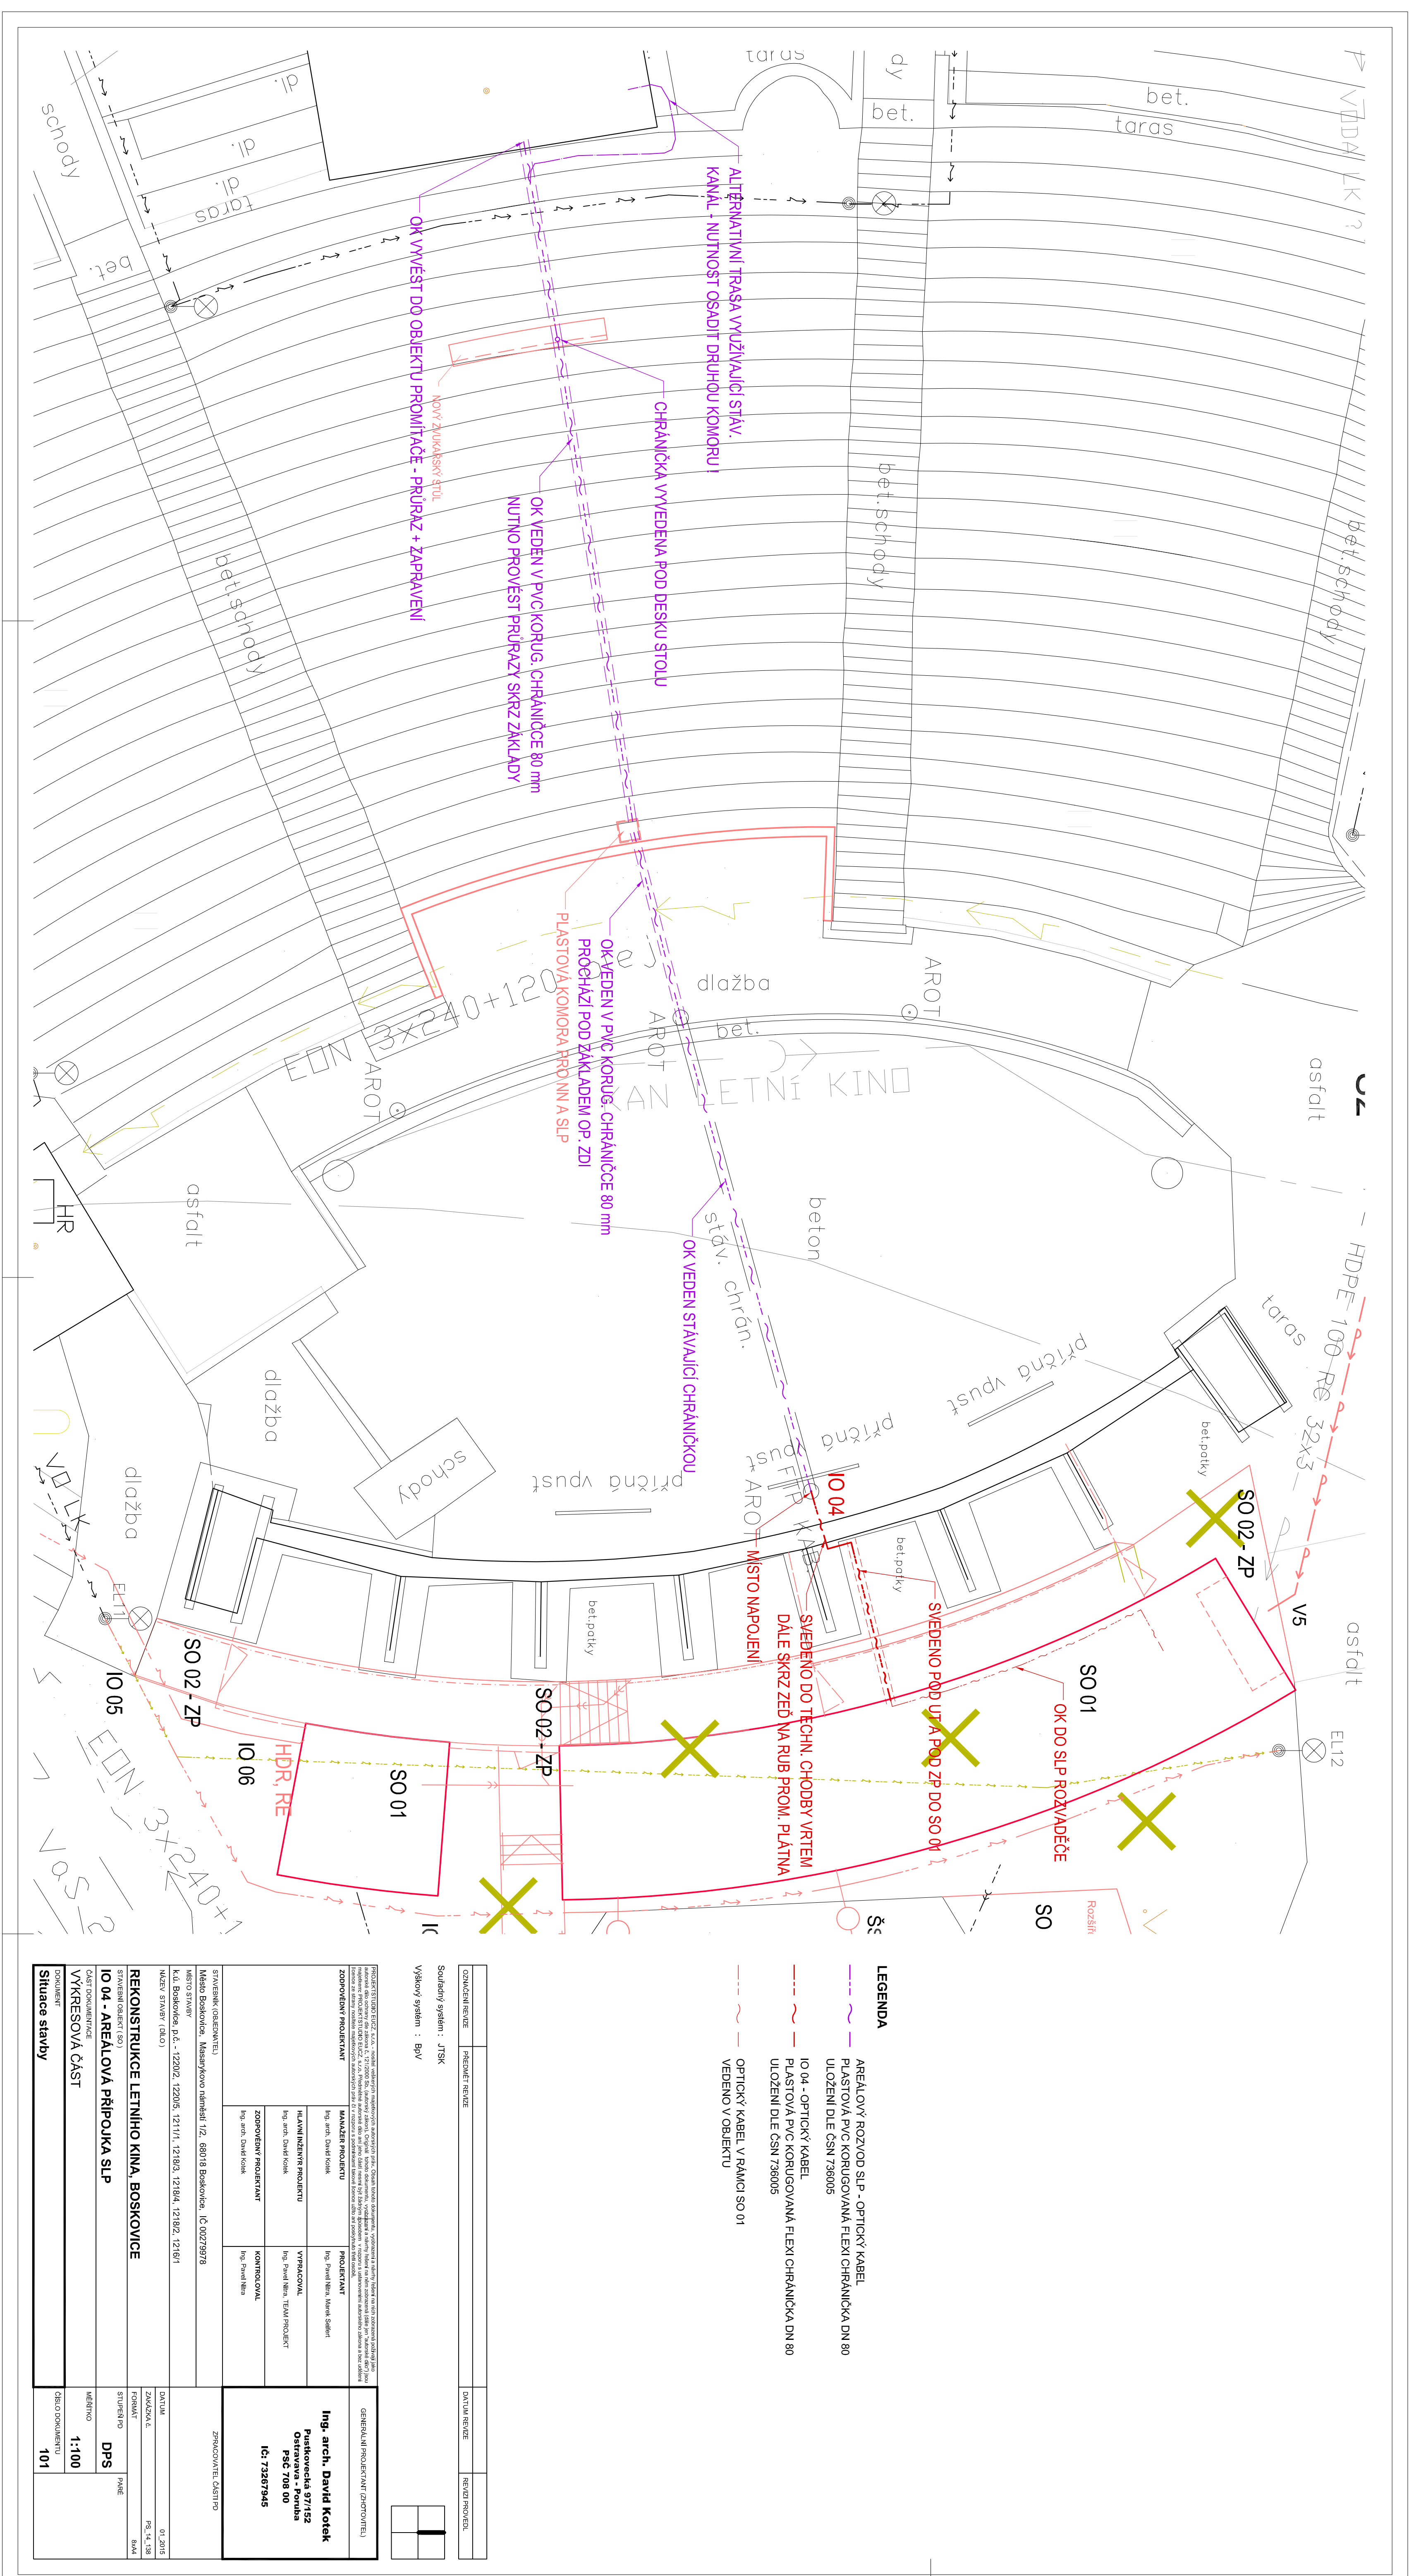 schody
dl.
dl.
dl.
taras
bet.
taras
dy
bet.
bet.
taras
VODA LK ?
ALTERNATIVNÍ TRASA VYUŽÍVAJÍCÍ STÁV.
KANÁL - NUTNOST OSADIT DRUHOU KOMORU !
OK VYVÉST DO OBJEKTU PROMÍTAČE - PRŮRAZ + ZAPRAVENÍ
NOVÝ ZVUKAŘSKÝ STŮL
CHRÁNIČKA VYVEDENA POD DESKU STOLU
OK VEDEN V PVC KORUG. CHRÁNIČCE 80 mm
NUTNO PROVÉST PRŮRAZY SKRZ ZÁKLADY
bet.schody
bet.schody
bet.schody
OK VEDEN V PVC KORUG. CHRÁNIČCE 80 mm
PROCHÁZÍ POD ZÁKLADEM OP. ZDI
PLASTOVÁ KOMORA PRO NN A SLP
dlažba
bet.
AROT
AROT
AROT
EON 3x240+120
KAN LETNÍ KINO
asfalt
asfalt
HR
beton
stáv. chrán.
OK VEDEN STÁVAJÍCÍ CHRÁNIČKOU
HDPE 100 RC 32x3
taras
dlažba
dlažba
schody
příčná vpust
příčná vpust
příčná vpust
AROT
IO 04
bet.patky
bet.patky
bet.patky
MÍSTO NAPOJENÍ
SVEDENO DO TECHN. CHODBY VRTEM
DÁLE SKRZ ZEĎ NA RUB PROM. PLÁTNA
SVEDENO POD UT A POD ZP DO SO 01
OK DO SLP ROZVADĚČE
SO 02 - ZP
SO 02 - ZP
SO 02 - ZP
SO 01
SO 01
V5
asfalt
EL11
EL12
VO LK
IO 05
IO 06
HDR. RE
EON 3x240+1
SO
LEGENDA
AREÁLOVÝ ROZVOD SLP - OPTICKÝ KABEL
PLASTOVÁ PVC KORUGOVANÁ FLEXI CHRÁNIČKA DN 80
ULOŽENÍ DLE ČSN 736005
IO 04 - OPTICKÝ KABEL
PLASTOVÁ PVC KORUGOVANÁ FLEXI CHRÁNIČKA DN 80
ULOŽENÍ DLE ČSN 736005
OPTICKÝ KABEL V RÁMCI SO 01
VEDENO V OBJEKTU
OZNAČENÍ REVIZE PŘEDMĚT REVIZE DATUM REVIZE REVIZI PROVEDL
Souřadný systém : JTSK
Výškový systém : BpV
ZODPOVĚDNÝ PROJEKTANT
MANAŽER PROJEKTU
Ing. arch. David Kotek
PROJEKTANT
Ing. Pavel Nitra, Marek Seifert
HLAVNÍ INŽENÝR PROJEKTU
Ing. arch. David Kotek
VYPRACOVAL
Ing. Pavel Nitra, TEAM PROJEKT
ZODPOVĚDNÝ PROJEKTANT
Ing. arch. David Kotek
KONTROLOVAL
Ing. Pavel Nitra
GENERÁLNÍ PROJEKTANT (ZHOTOVITEL)
Ing. arch. David Kotek
Pustkovecká 97/152
Ostravava - Poruba
PSČ 708 00
IČ: 73267945
STAVEBNÍK (OBJEDNATEL)
Město Boskovice, Masarykovo náměstí 1/2, 68018 Boskovice, IČ 00279978
ZPRACOVATEL ČÁSTI PD
MÍSTO STAVBY
k.ú. Boskovice, p.č. - 1220/2, 1220/5, 1211/1, 1218/3, 1218/4, 1218/2, 1216/1
NÁZEV STAVBY (DÍLO)
REKONSTRUKCE LETNÍHO KINA, BOSKOVICE
DATUM 01_2015
ZAKÁZKA č. PS_14_138
FORMÁT 8xA4
STAVEBNÍ OBJEKT (SO)
IO 04 - AREÁLOVÁ PŘÍPOJKA SLP
STUPEŇ PD
DPS
PARÉ
ČÁST DOKUMENTACE
VÝKRESOVÁ ČÁST
MĚŘÍTKO
1:100
DOKUMENT
Situace stavby
ČÍSLO DOKUMENTU
101